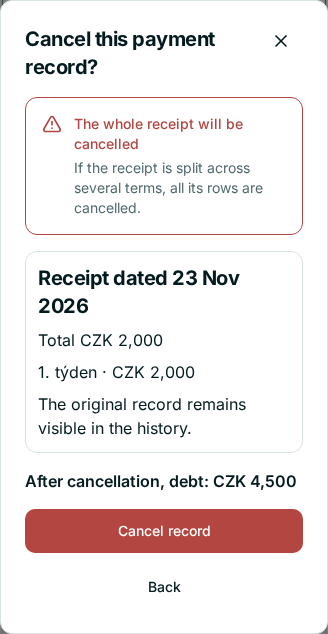 Cancel this payment
record?
The whole receipt will be
cancelled
If the receipt is split across
several terms, all its rows are
cancelled.
Receipt dated 23 Nov
2026
Total CZK 2,000
1. týden · CZK 2,000
The original record remains
visible in the history.
After cancellation, debt: CZK 4,500
Cancel record
Back